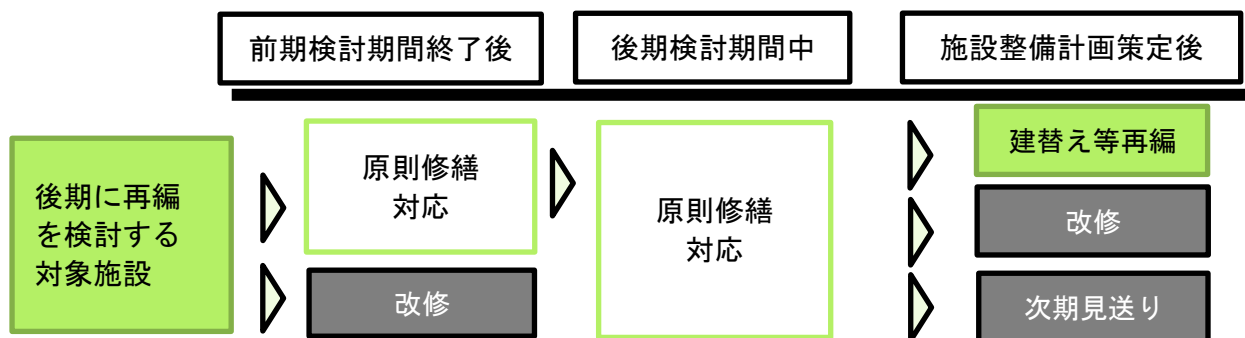 前期検討期間終了後
後期検討期間中
施設整備計画策定後
後期に再編
を検討する
対象施設
原則修繕
対応
改修
原則修繕
対応
建替え等再編
改修
次期見送り